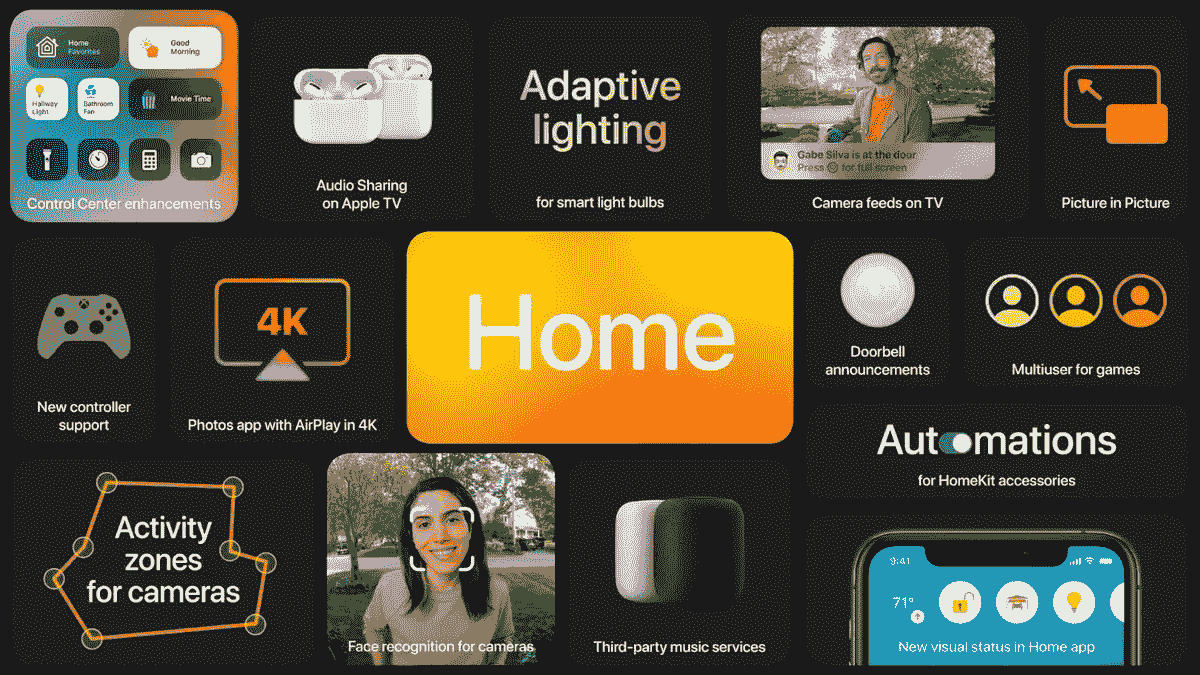 Home
Favorites
Good
Morning
Hallway
Light
Bathroom
Fan
Movie Time
Control Center enhancements
Audio Sharing
on Apple TV
Adaptive
lighting
for smart light bulbs
Gabe Silva is at the door
Press for full screen
Camera feeds on TV
Picture in Picture
New controller
support
4K
Photos app with AirPlay in 4K
Home
Doorbell
announcements
Multiuser for games
Automations
for HomeKit accessories
Activity
zones
for cameras
Face recognition for cameras
Third-party music services
9:41
71°
New visual status in Home app